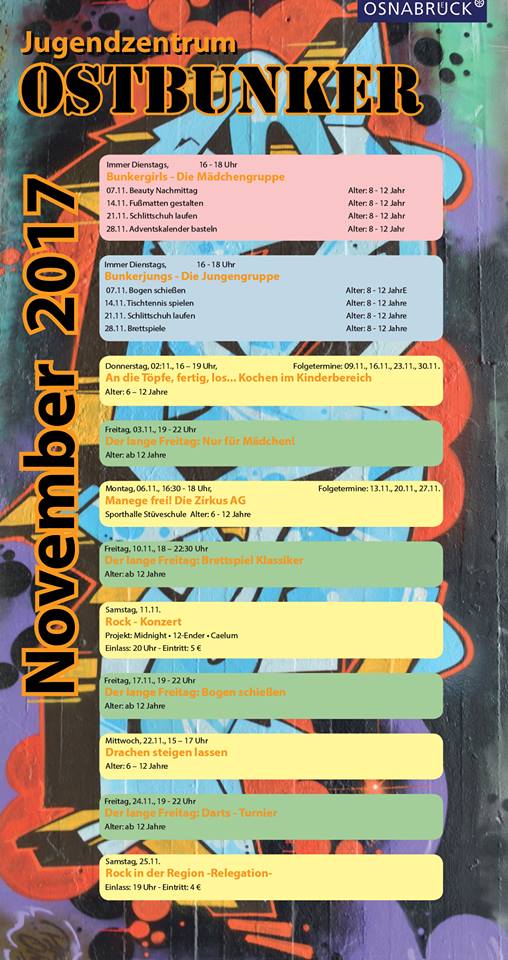 OSNABRÜCK
Jugendzentrum
OSTBUNKER
November 2017
Immer Dienstags, 16 - 18 Uhr
Bunkergirls - Die Mädchengruppe
07.11. Beauty Nachmittag Alter: 8 - 12 Jahr
14.11. Fußmatten gestalten Alter: 8 - 12 Jahr
21.11. Schlittschuh laufen Alter: 8 - 12 Jahr
28.11. Adventskalender basteln Alter: 8 - 12 Jahr
Immer Dienstags, 16 - 18 Uhr
Bunkerjungs - Die Jungengruppe
07.11. Bogen schießen Alter: 8 - 12 JahrE
14.11. Tischtennis spielen Alter: 8 - 12 Jahre
21.11. Schlittschuh laufen Alter: 8 - 12 Jahre
28.11. Brettspiele Alter: 8 - 12 Jahre
Donnerstag, 02:11., 16 – 19 Uhr, Folgetermine: 09.11., 16.11., 23.11., 30.11.
An die Töpfe, fertig, los... Kochen im Kinderbereich
Alter: 6 – 12 Jahre
Freitag, 03.11., 19 - 22 Uhr
Der lange Freitag: Nur für Mädchen!
Alter: ab 12 Jahre
Montag, 06.11., 16:30 - 18 Uhr, Folgetermine: 13.11., 20.11., 27.11.
Manege frei! Die Zirkus AG
Sporthalle Stüveschule Alter: 6 - 12 Jahre
Freitag, 10.11., 18 – 22:30 Uhr
Der lange Freitag: Brettspiel Klassiker
Alter: ab 12 Jahre
Samstag, 11.11.
Rock - Konzert
Projekt: Midnight • 12-Ender • Caelum
Einlass: 20 Uhr - Eintritt: 5 €
Freitag, 17.11., 19 - 22 Uhr
Der lange Freitag: Bogen schießen
Alter: ab 12 Jahre
Mittwoch, 22.11., 15 – 17 Uhr
Drachen steigen lassen
Alter: 6 – 12 Jahre
Freitag, 24.11., 19 - 22 Uhr
Der lange Freitag: Darts - Turnier
Alter: ab 12 Jahre
Samstag, 25.11.
Rock in der Region -Relegation-
Einlass: 19 Uhr - Eintritt: 4 €